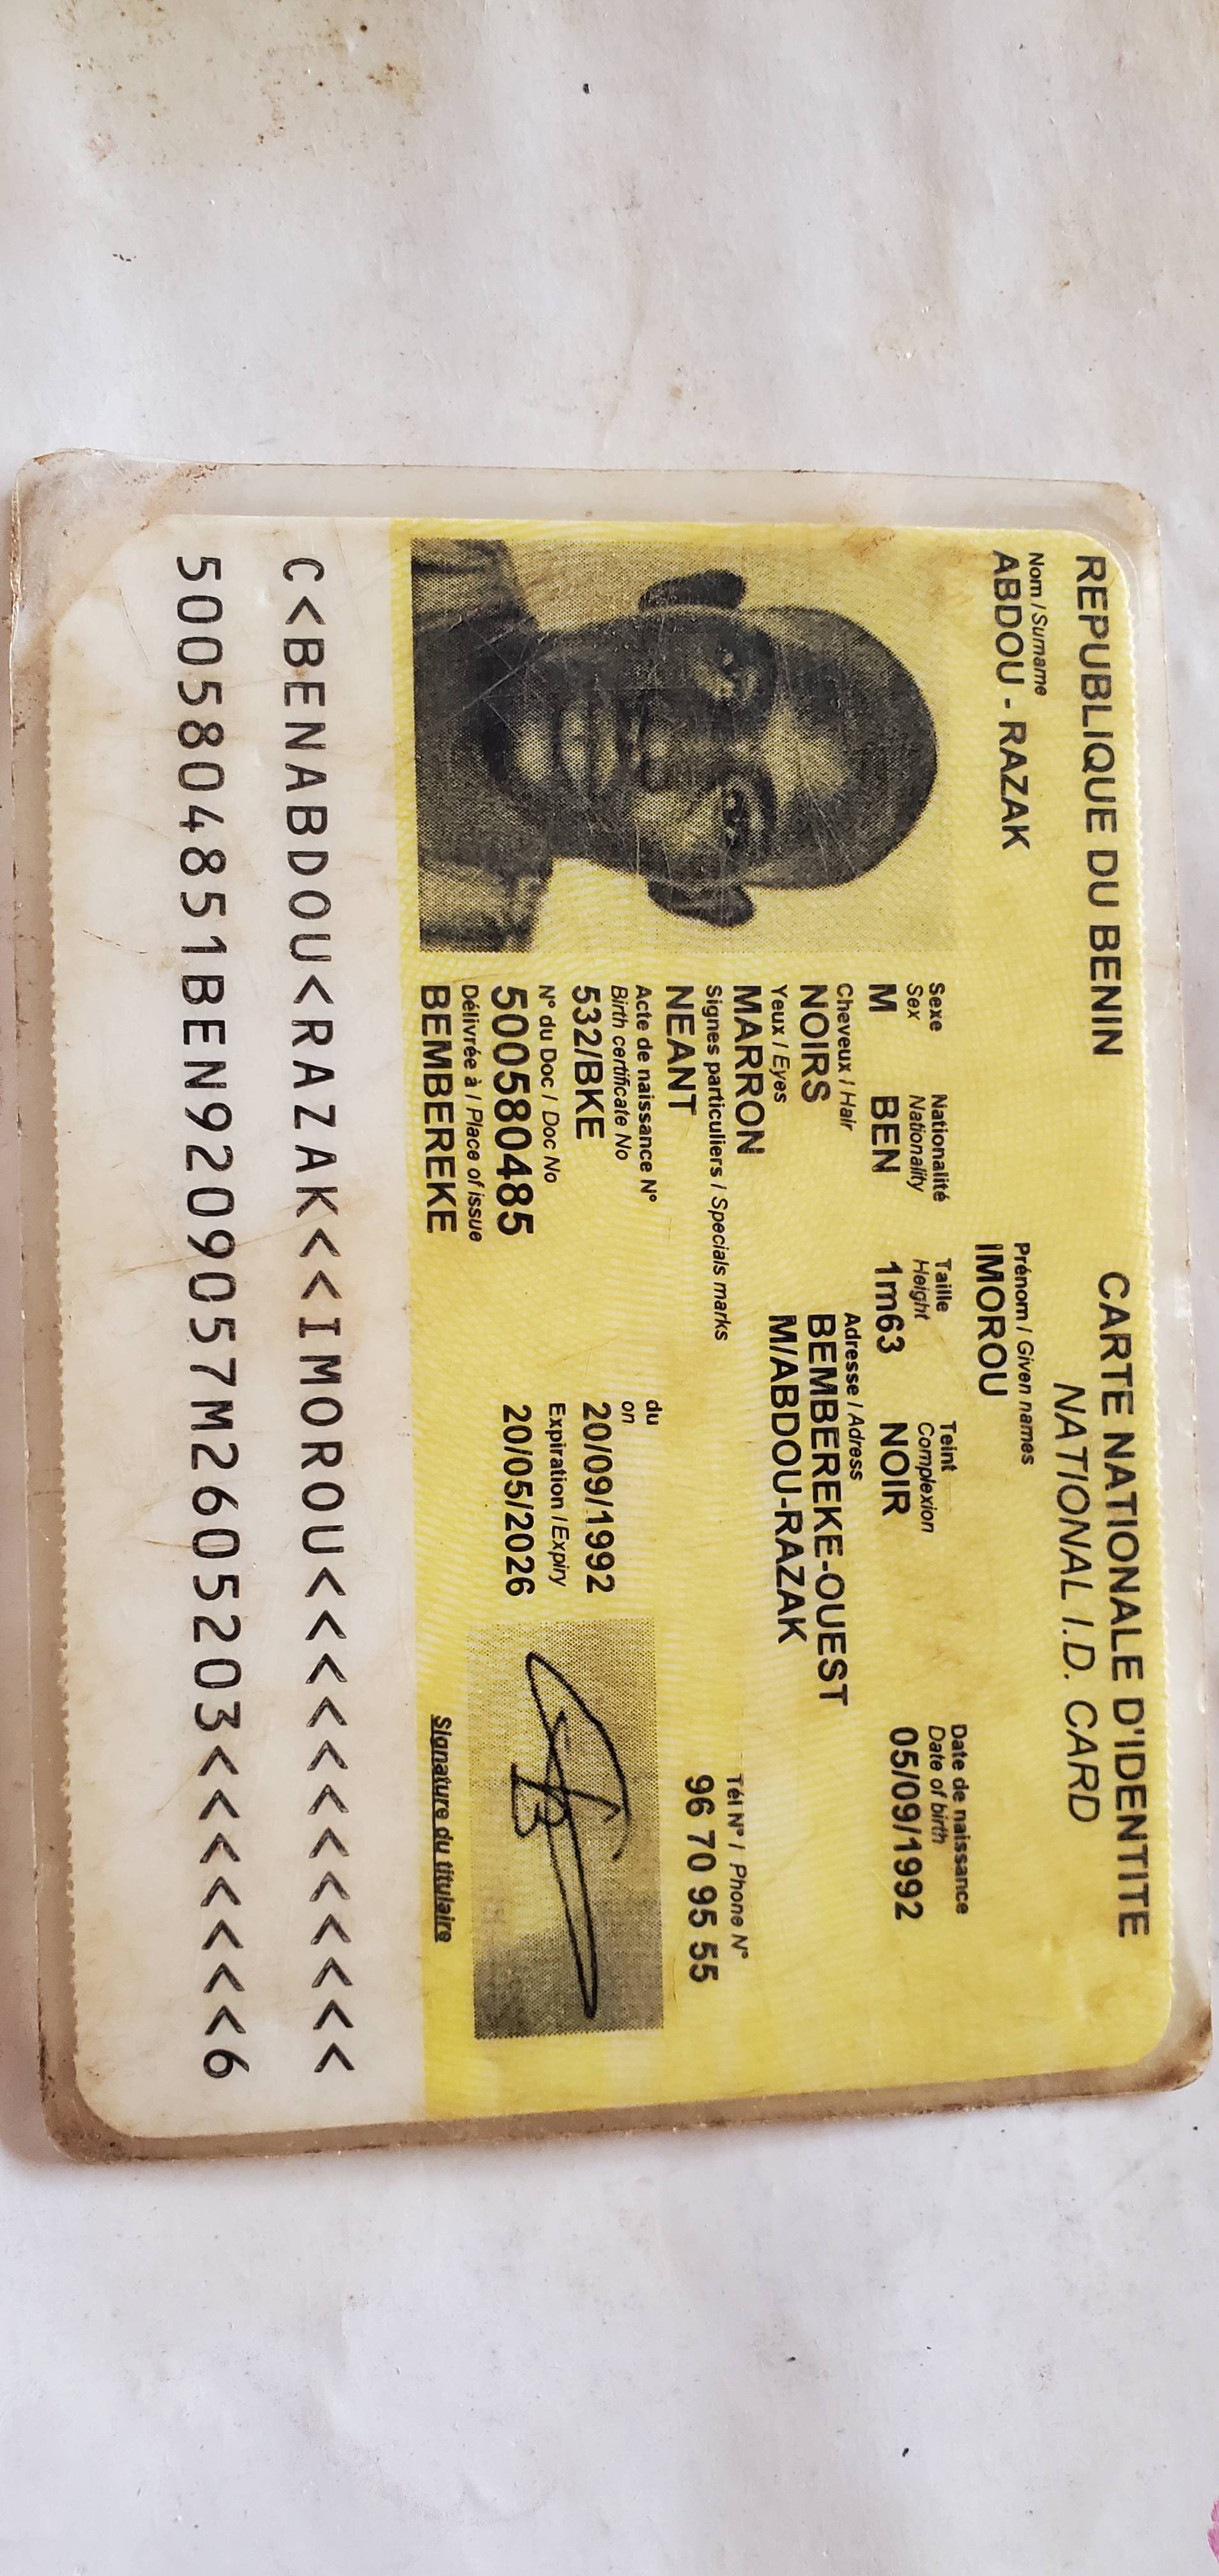 REPUBLIQUE DU BENIN
CARTE NATIONALE D'IDENTITE
NATIONAL I.D. CARD
Nom / Surname
ABDOU - RAZAK
Prénom / Given names
IMOROU
Sexe
Sex
M
Nationalité
Nationality
BEN
Taille
Height
1m63
Teint
Complexion
NOIR
Date de naissance
Date of birth
05/09/1992
Cheveux / Hair
NOIRS
Adresse / Adress
BEMBEREKE-OUEST
M/ABDOU-RAZAK
Yeux / Eyes
MARRON
Signes particuliers / Specials marks
NEANT
Tél N° / Phone N°
96 70 95 55
Acte de naissance N°
Birth certificate No
532/BKE
du
on
20/09/1992
N° du Doc / Doc No
500580485
Expiration / Expiry
20/05/2026
Délivrée à / Place of issue
BEMBEREKE
Signature du titulaire
C<BENABDOU<RAZAK<<IMOROU<<<<<<<<<<<<
5005804851BEN9209057M2605203<<<<<<<6